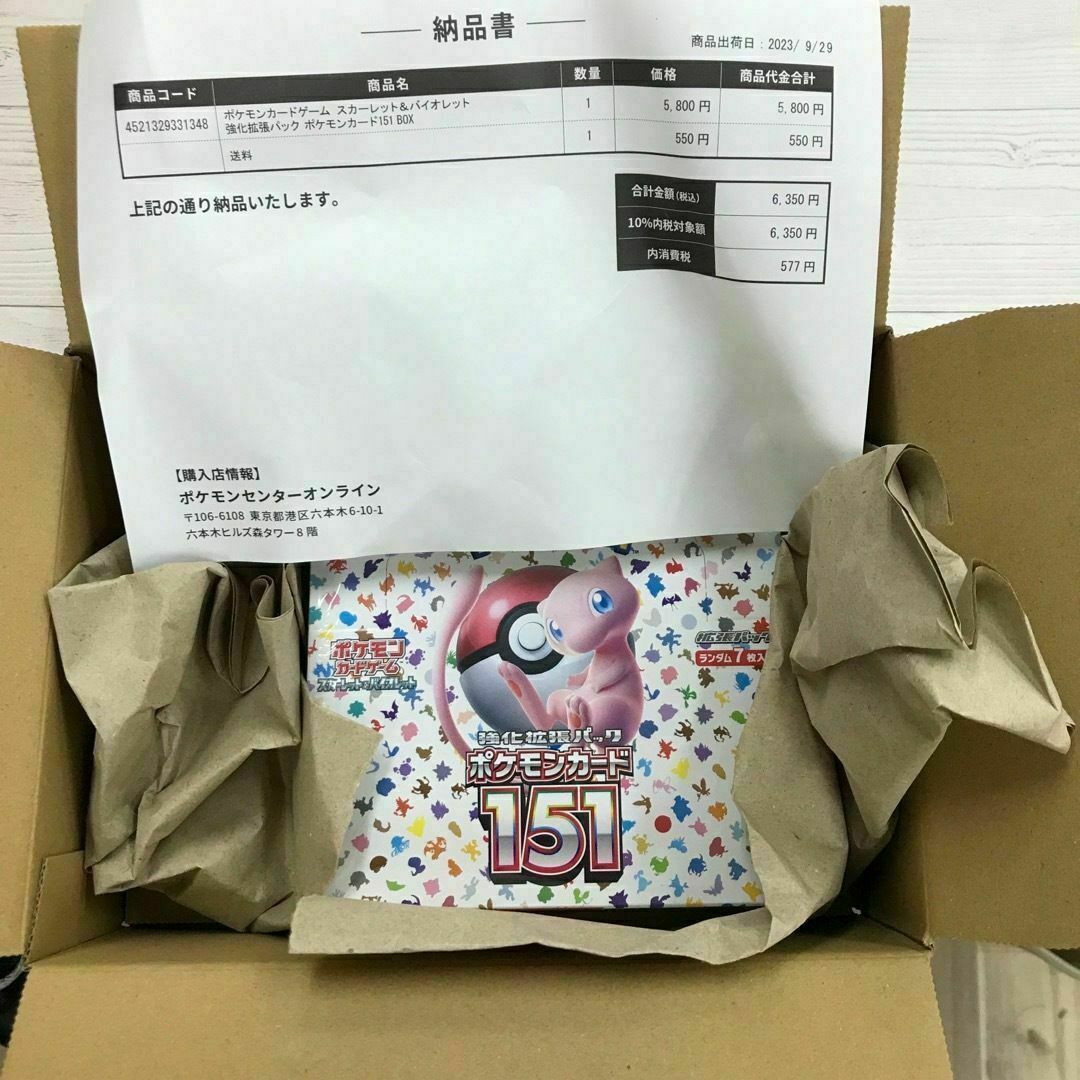 納品書
商品出荷日：2023/ 9/29
商品コード 商品名 数量 価格 商品代金合計
4521329331348 ポケモンカードゲーム スカーレット＆バイオレット 1 5,800 円 5,800 円
強化拡張パック ポケモンカード151 BOX
送料 1 550 円 550 円
上記の通り納品いたします。
合計金額(税込) 6,350 円
10%内税対象額 6,350 円
内消費税 577 円
【購入店情報】
ポケモンセンターオンライン
〒106-6108 東京都港区六本木6-10-1
六本木ヒルズ森タワー８階
ポケモン
カードゲーム
スカーレット&バイオレット
拡張パック
ランダム7枚入
強化拡張パック
ポケモンカード
151